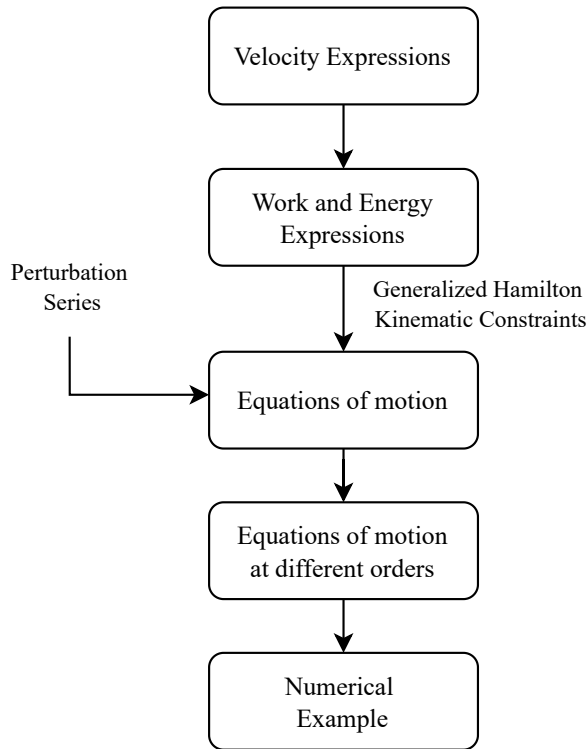 Velocity Expressions
Work and Energy
Expressions
Perturbation
Series
Generalized Hamilton
Kinematic Constraints
Equations of motion
Equations of motion
at different orders
Numerical
Example